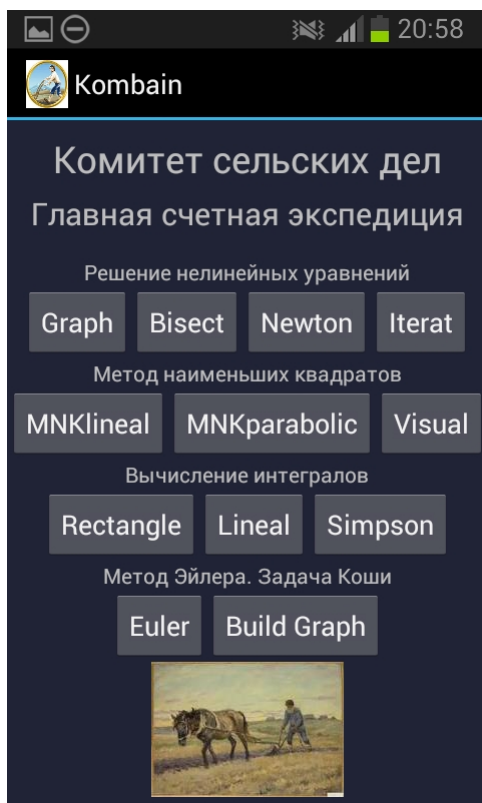 20:58
Kombain
Комитет сельских дел
Главная счетная экспедиция
Решение нелинейных уравнений
Graph Bisect Newton Iterat
Метод наименьших квадратов
MNKlineal MNKparabolic Visual
Вычисление интегралов
Rectangle Lineal Simpson
Метод Эйлера. Задача Коши
Euler Build Graph